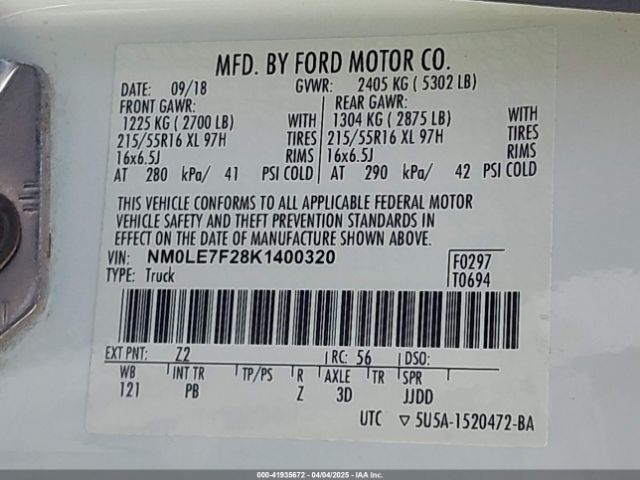 MFD. BY FORD MOTOR CO.
DATE: 09/18 GVWR: 2405 KG ( 5302 LB)
FRONT GAWR: REAR GAWR:
1225 KG ( 2700 LB) WITH 1304 KG ( 2875 LB) WITH
215/55R16 XL 97H TIRES 215/55R16 XL 97H TIRES
16x6.5J RIMS 16x6.5J RIMS
AT 280 kPa/ 41 PSI COLD AT 290 kPa/ 42 PSI COLD
THIS VEHICLE CONFORMS TO ALL APPLICABLE FEDERAL MOTOR
VEHICLE SAFETY AND THEFT PREVENTION STANDARDS IN
EFFECT ON THE DATE OF MANUFACTURE SHOWN ABOVE.
VIN: NM0LE7F28K1400320 F0297
TYPE: Truck T0694
EXT PNT: Z2 RC: 56 DSO:
WB INT TR TP/PS R AXLE TR SPR
121 PB Z 3D JJDD
UTC ▽ 5U5A-1520472-BA
000-41935672 04/04/2025 - Copyright © IAA Holdings, LLC.